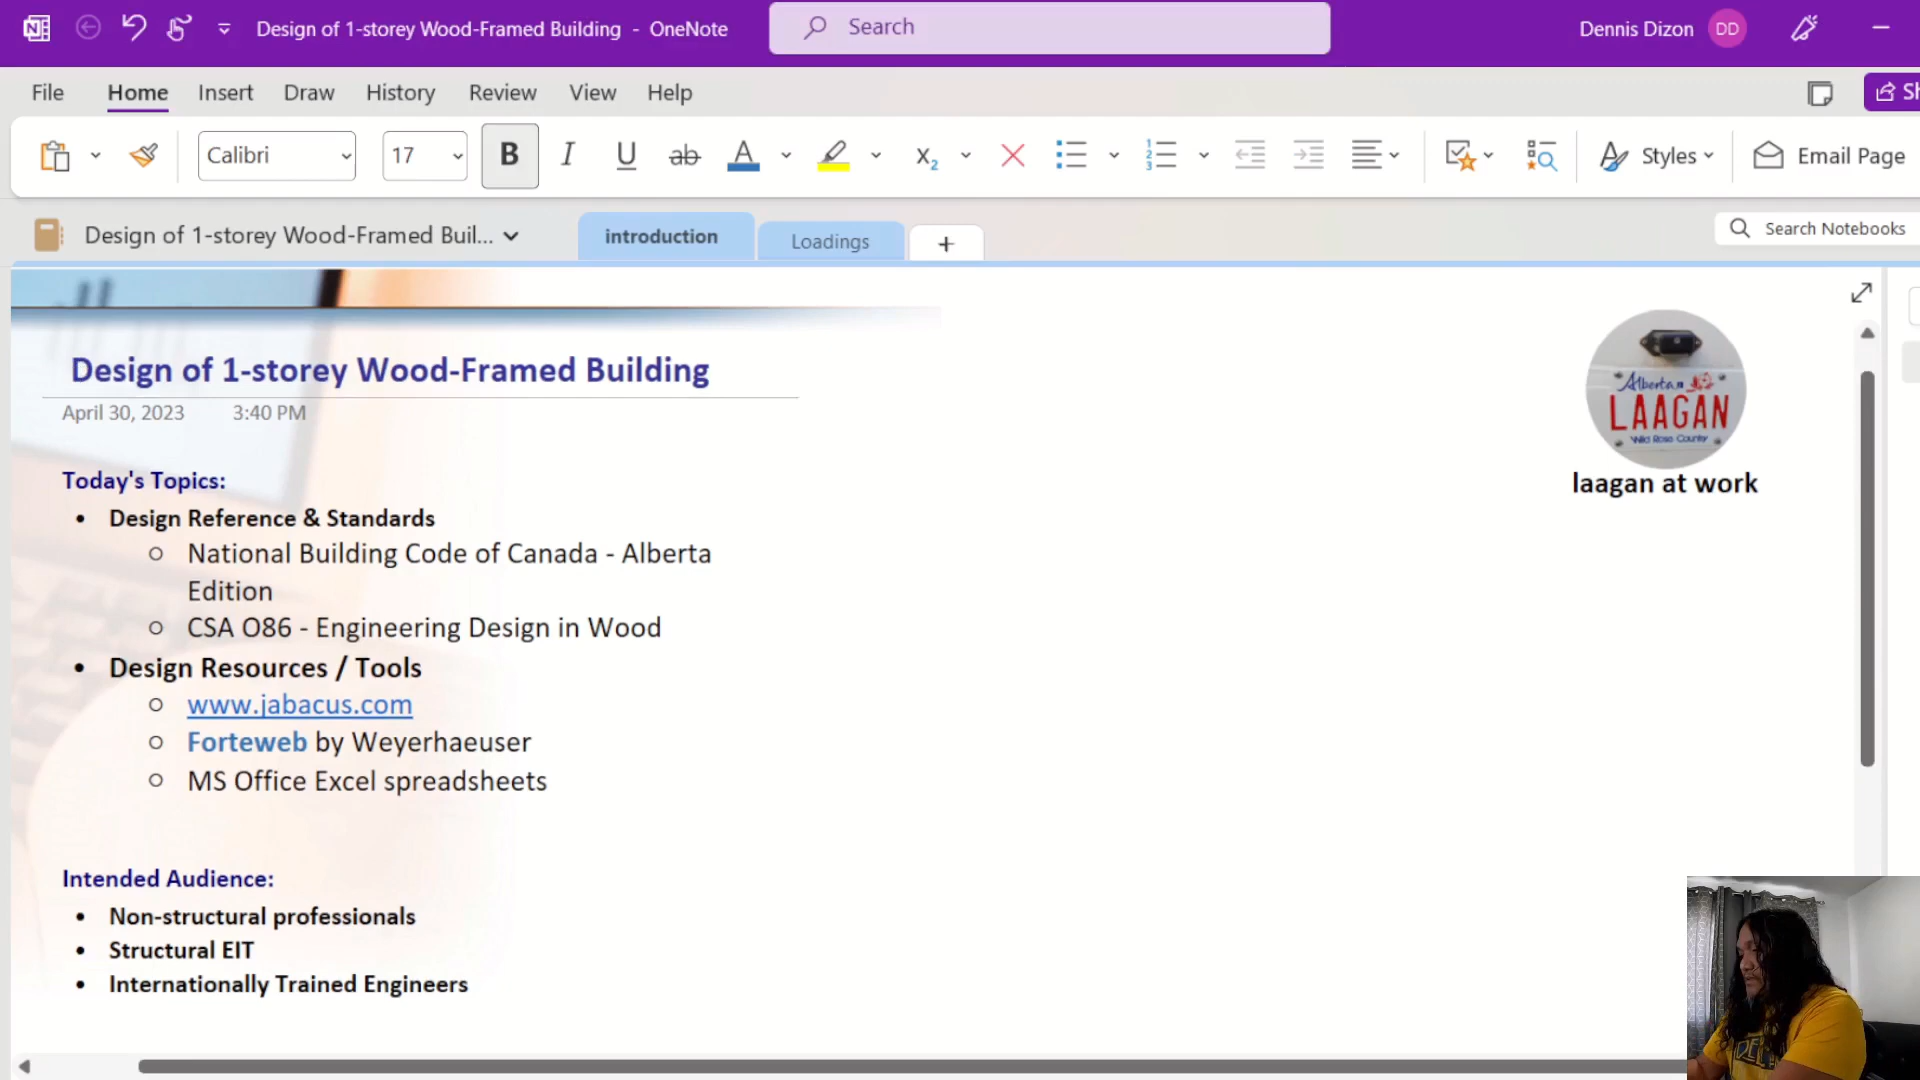 Design of 1-storey Wood-Framed Building - OneNote
Search
Dennis Dizon
DD
File
Home
Insert
Draw
History
Review
View
Help
Calibri
17
Styles
Email Page
Design of 1-storey Wood-Framed Buil...
introduction
Loadings
Search Notebooks
Design of 1-storey Wood-Framed Building
April 30, 2023
3:40 PM
Alberta
LAAGAN
Wild Rose Country
laagan at work
Today's Topics:
Design Reference & Standards
National Building Code of Canada - Alberta
Edition
CSA O86 - Engineering Design in Wood
Design Resources / Tools
www.jabacus.com
Forteweb by Weyerhaeuser
MS Office Excel spreadsheets
Intended Audience:
Non-structural professionals
Structural EIT
Internationally Trained Engineers